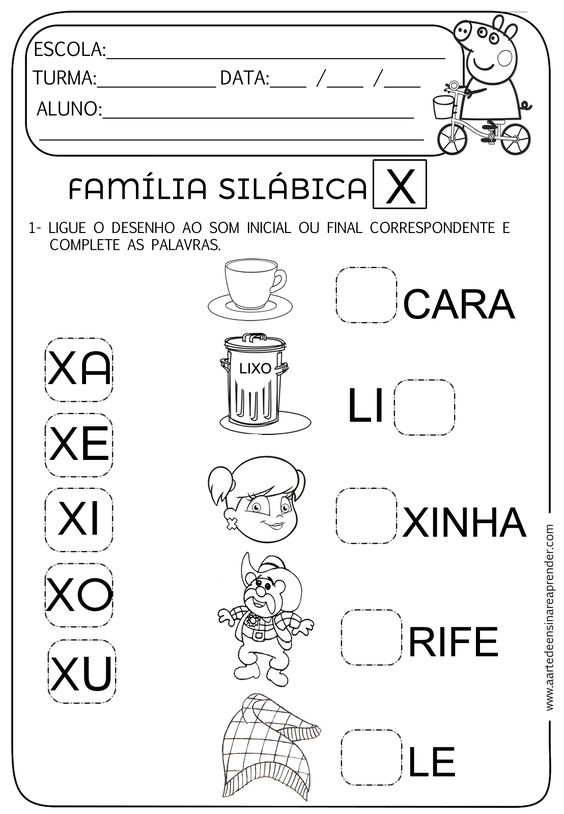 ESCOLA:
TURMA: DATA: / /
ALUNO:
FAMÍLIA SILÁBICA X
1- LIGUE O DESENHO AO SOM INICIAL OU FINAL CORRESPONDENTE E
COMPLETE AS PALAVRAS.
CARA
LIXO
XA
LI
XE
XI
XINHA
XO
RIFE
XU
LE
www.aartedeensinareaprender.com